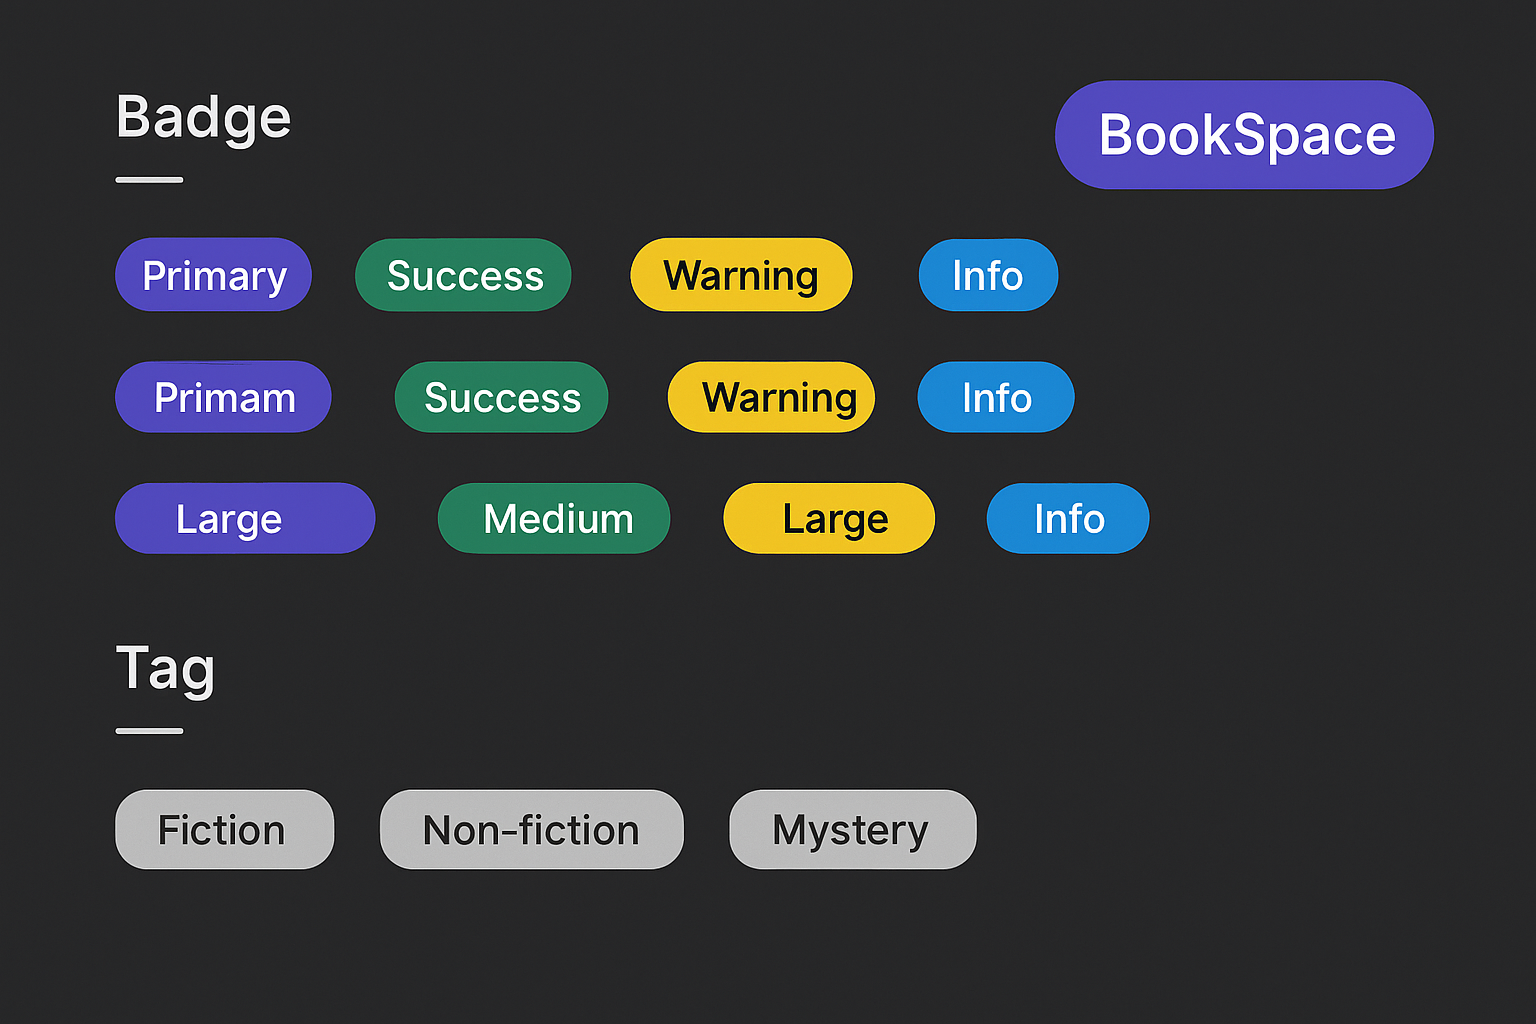 Badge
BookSpace
Primary Success Warning Info
Primam Success Warning Info
Large Medium Large Info
Tag
Fiction Non-fiction Mystery